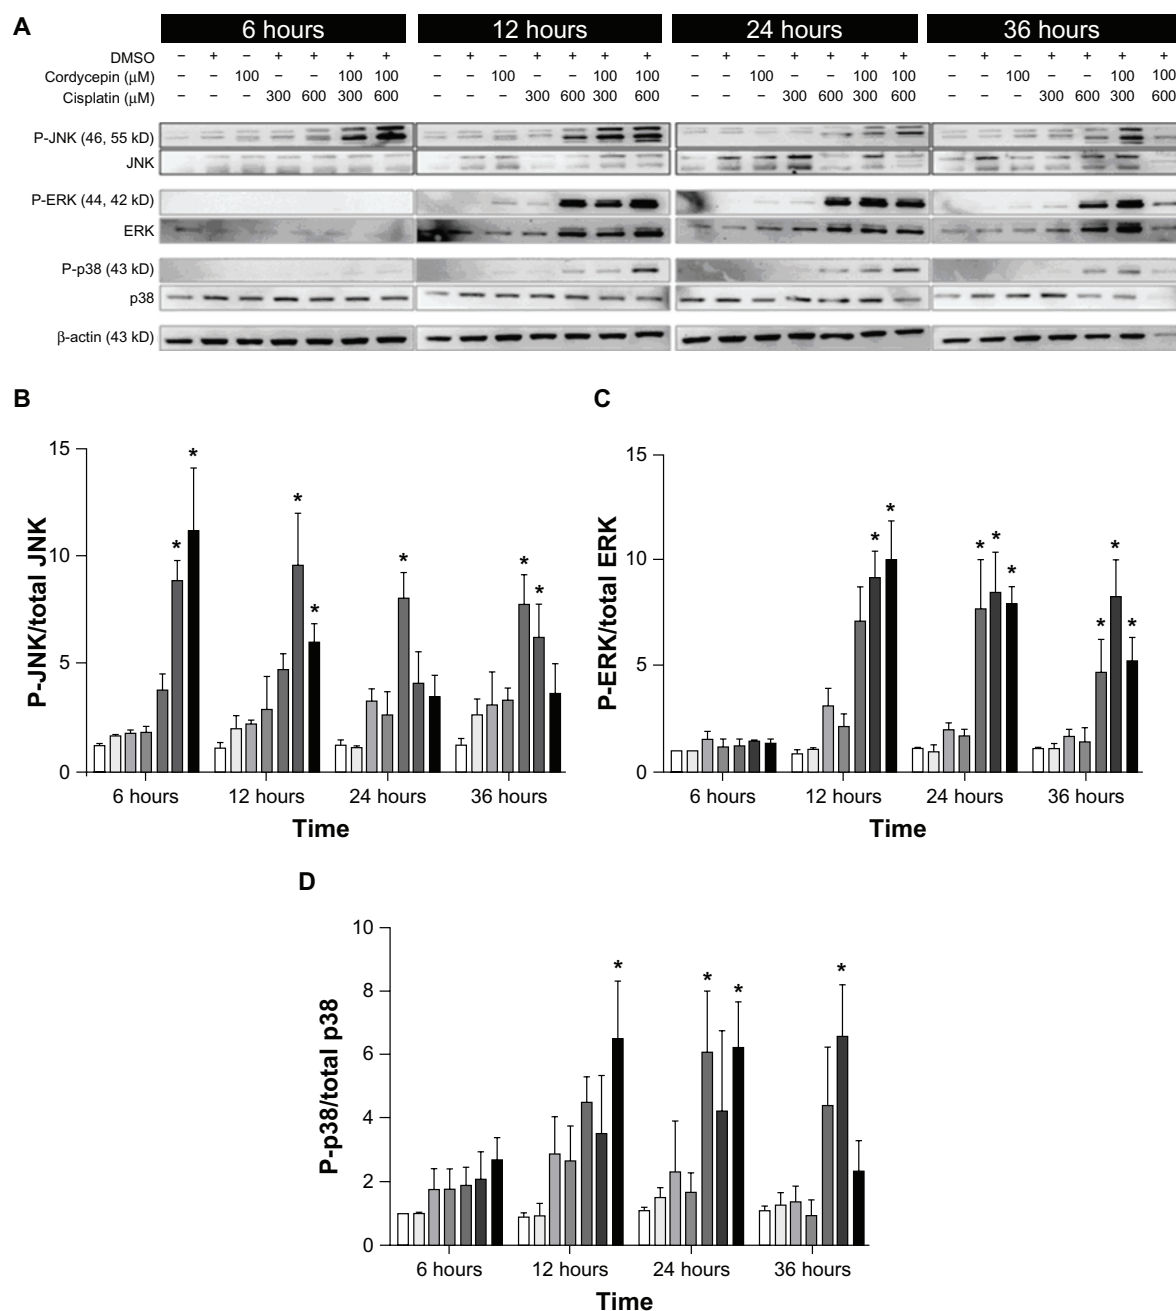 A
6 hours 12 hours 24 hours 36 hours
DMSO – + – + + + + – + – + + + + – + – + + + + – + – + + + +
Cordycepin (μM) – – 100 – – 100 100 – – 100 – – 100 100 – – 100 – – 100 100 – – 100 – – 100 100
Cisplatin (μM) – – – 300 600 300 600 – – – 300 600 300 600 – – – 300 600 300 600 – – – 300 600 300 600
P-JNK (46, 55 kD)
JNK
P-ERK (44, 42 kD)
ERK
P-p38 (43 kD)
p38
β-actin (43 kD)
B
15
10
5
0
P-JNK/total JNK
* * * * * * *
6 hours 12 hours 24 hours 36 hours
Time
C
15
10
5
0
P-ERK/total ERK
* * * * * * * *
6 hours 12 hours 24 hours 36 hours
Time
D
10
8
6
4
2
0
P-p38/total p38
* * * *
6 hours 12 hours 24 hours 36 hours
Time